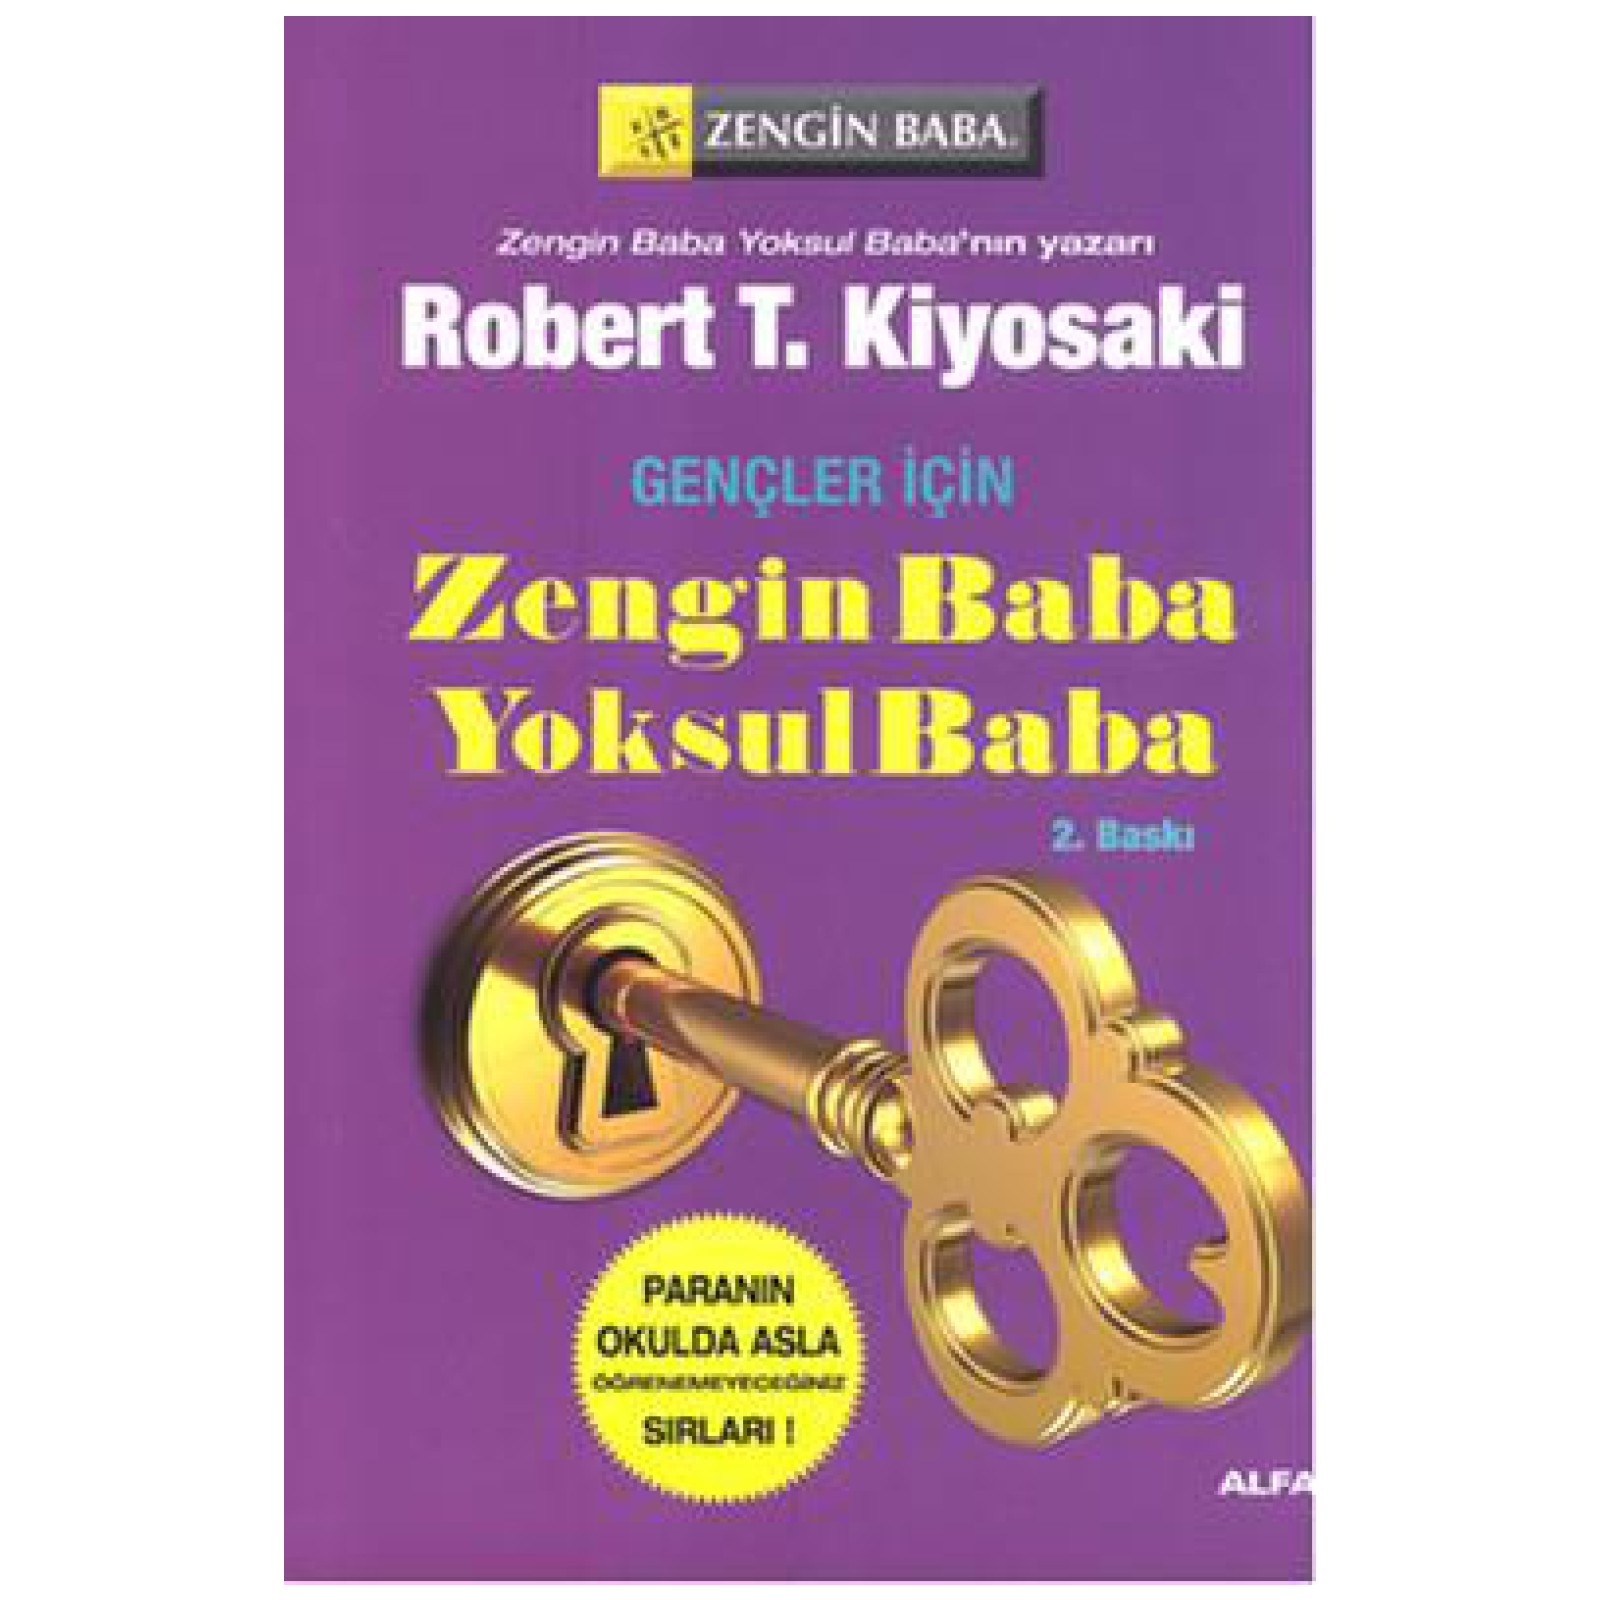 ZENGİN BABA
Zengin Baba Yoksul Baba'nın yazarı
Robert T. Kiyosaki
GENÇLER İÇİN
Zengin Baba
Yoksul Baba
2. Baskı
PARANIN
OKULDA ASLA
ÖĞRENEMEYECEĞİNİZ
SIRLARI !
ALFA